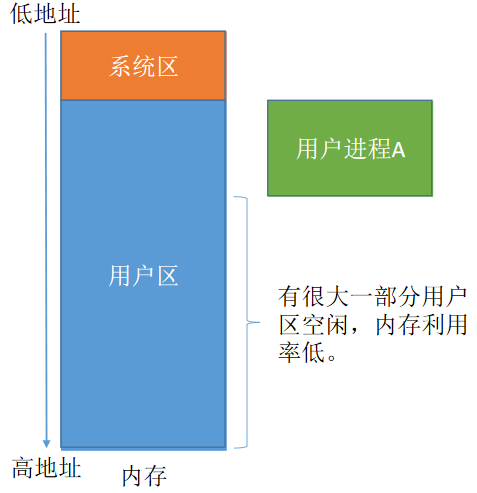 低地址
系统区
用户进程A
用户区
有很大一部分用户
区空闲，内存利用
率低。
高地址
内存